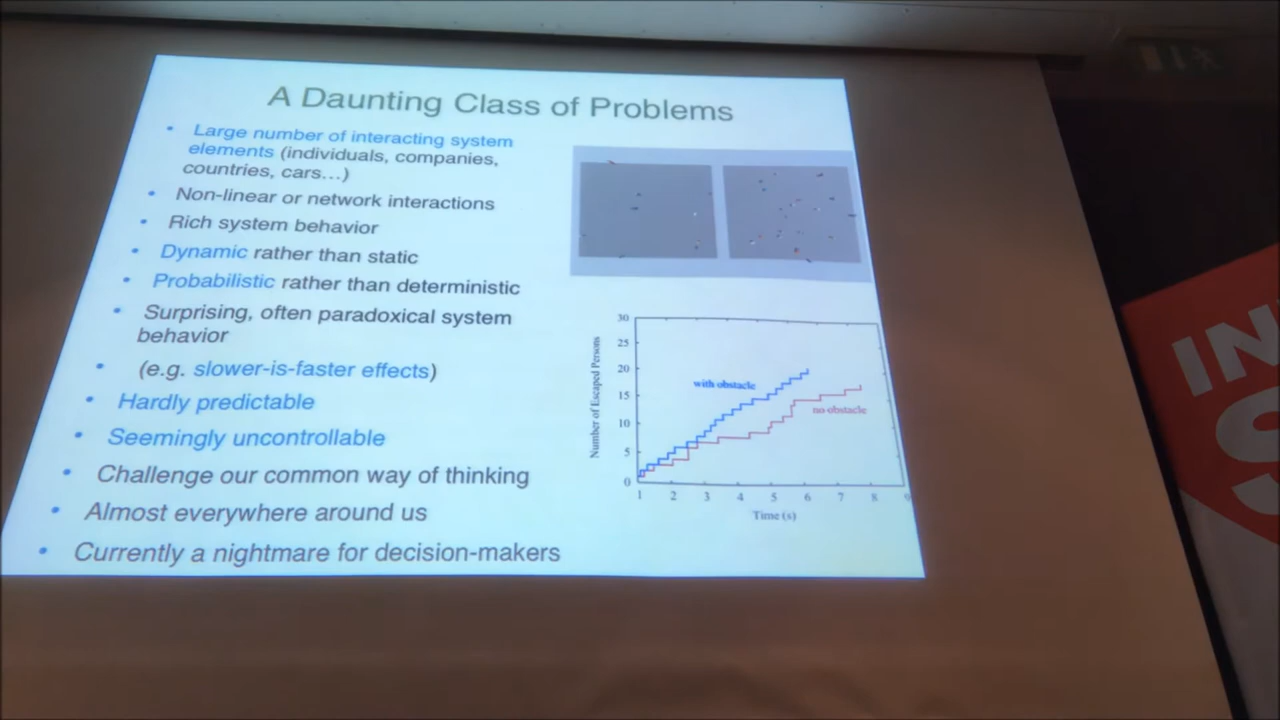 A Daunting Class of Problems
• Large number of interacting system
elements (individuals, companies,
countries, cars...)
• Non-linear or network interactions
• Rich system behavior
• Dynamic rather than static
• Probabilistic rather than deterministic
• Surprising, often paradoxical system
behavior
• (e.g. slower-is-faster effects)
• Hardly predictable
• Seemingly uncontrollable
• Challenge our common way of thinking
• Almost everywhere around us
• Currently a nightmare for decision-makers
Number of Escaped Persons
30
25
20
15
10
5
0
with obstacle
no obstacle
1 2 3 4 5 6 7 8 9
Time (s)
IN
S